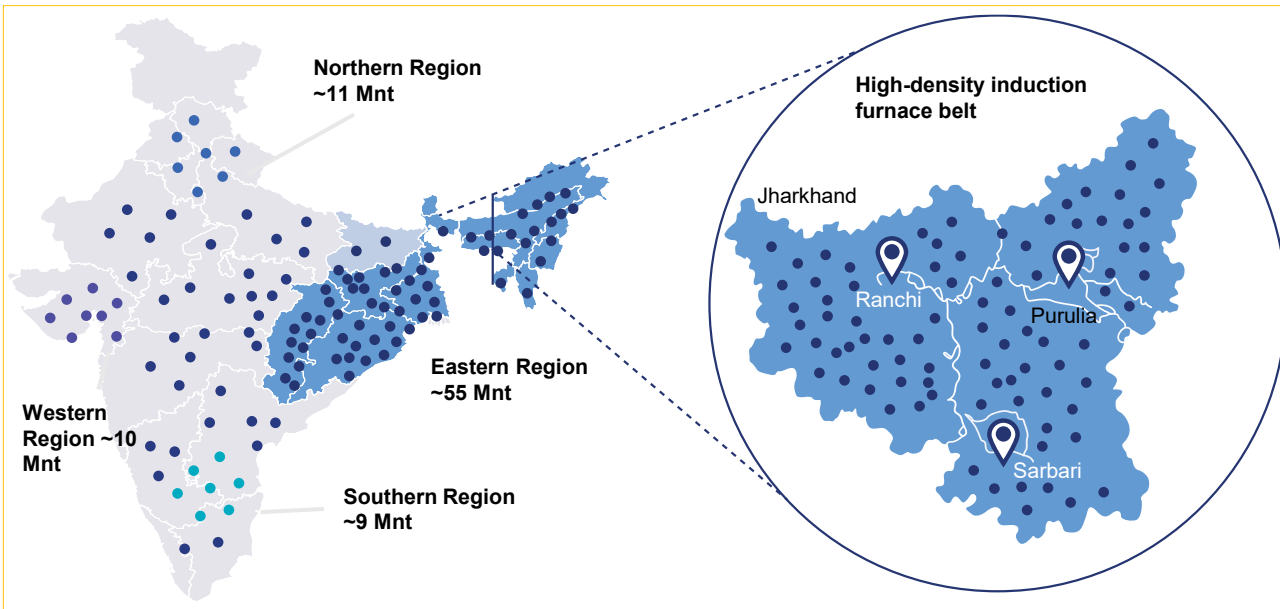 Northern Region
~11 Mnt
High-density induction
furnace belt
Jharkhand
Ranchi
Purulia
Eastern Region
~55 Mnt
Western
Region ~10
Mnt
Sarbari
Southern Region
~9 Mnt